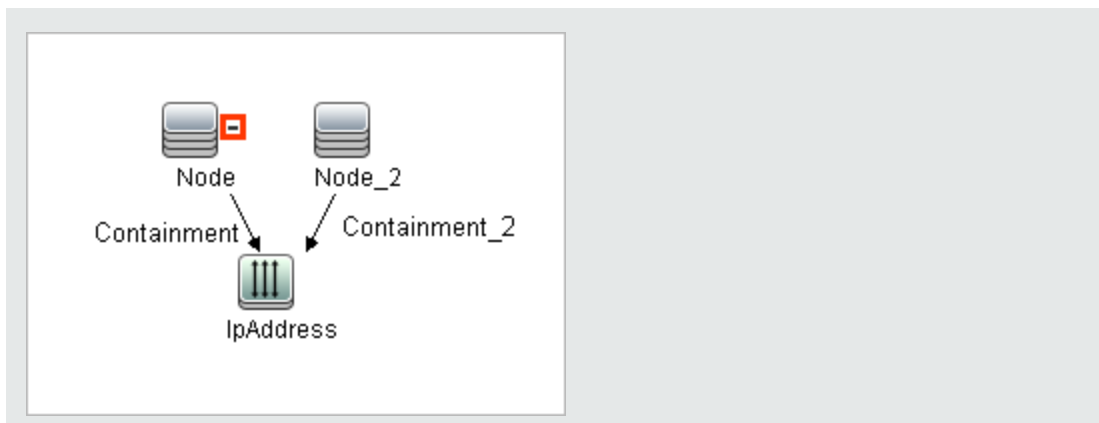 Node
Node_2
Containment
Containment_2
IpAddress